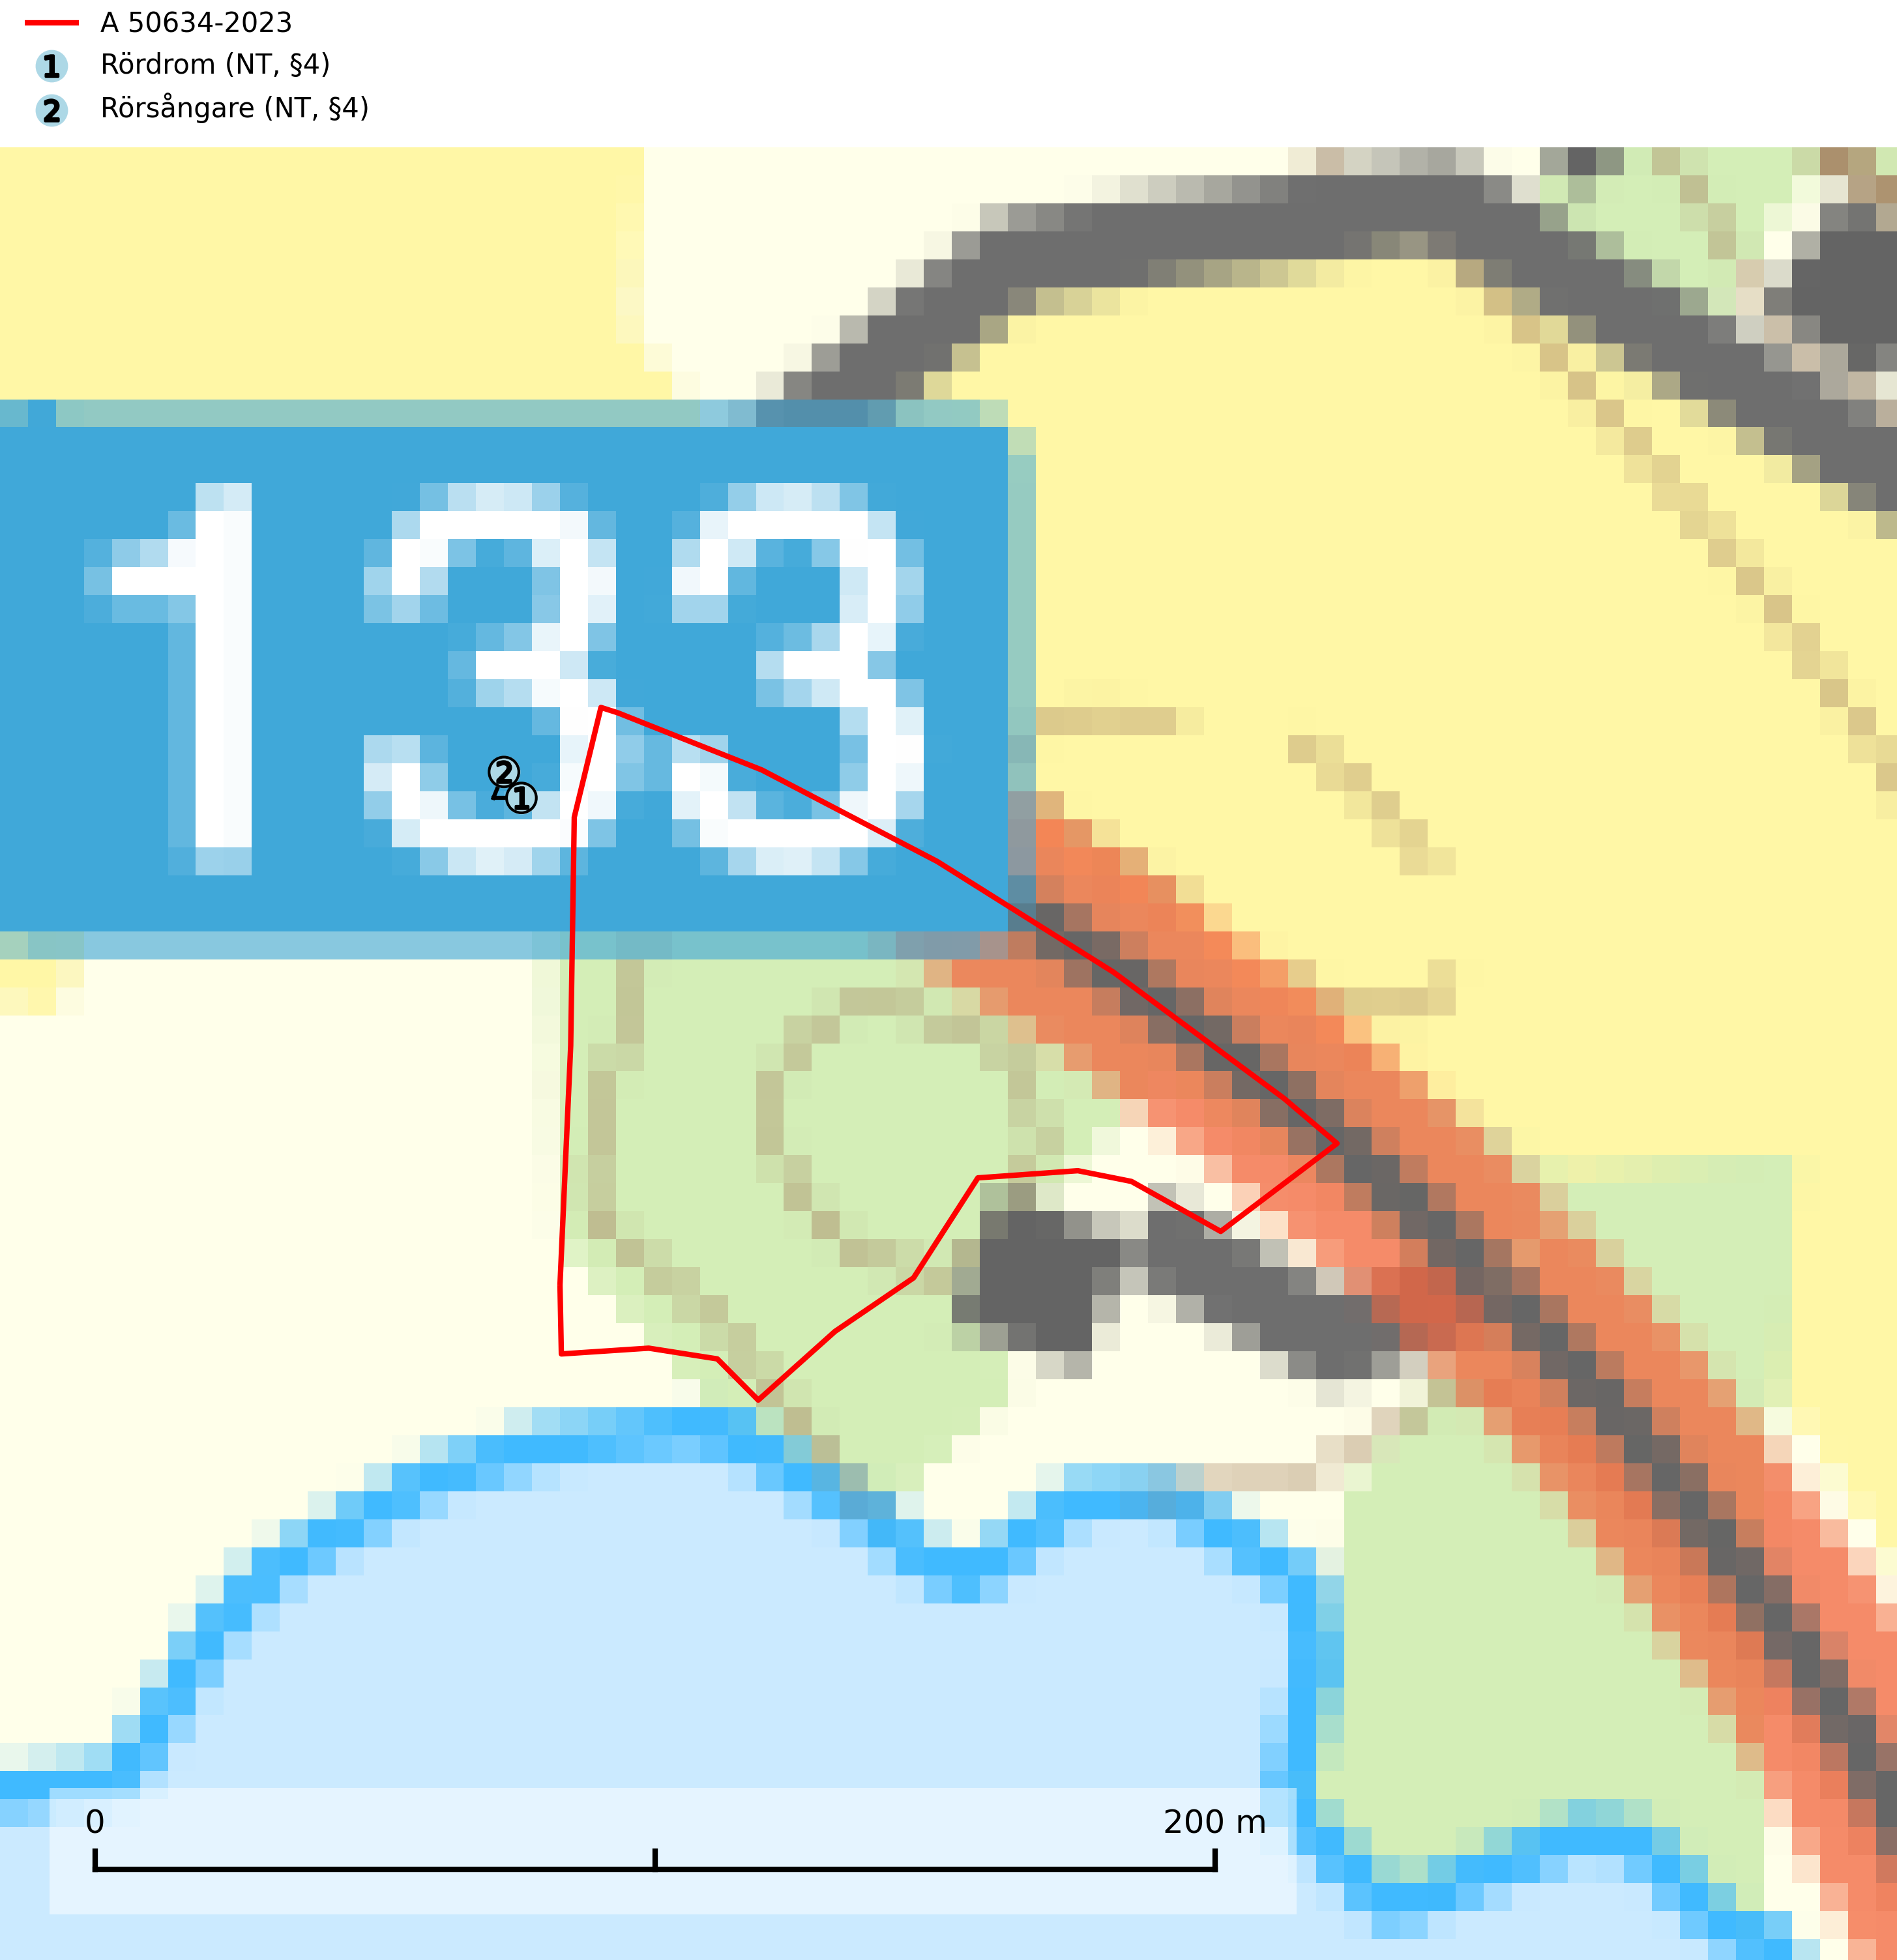 A 50634-2023
1 Rördrom (NT, §4)
2 Rörsångare (NT, §4)
133
2
1
0 200 m